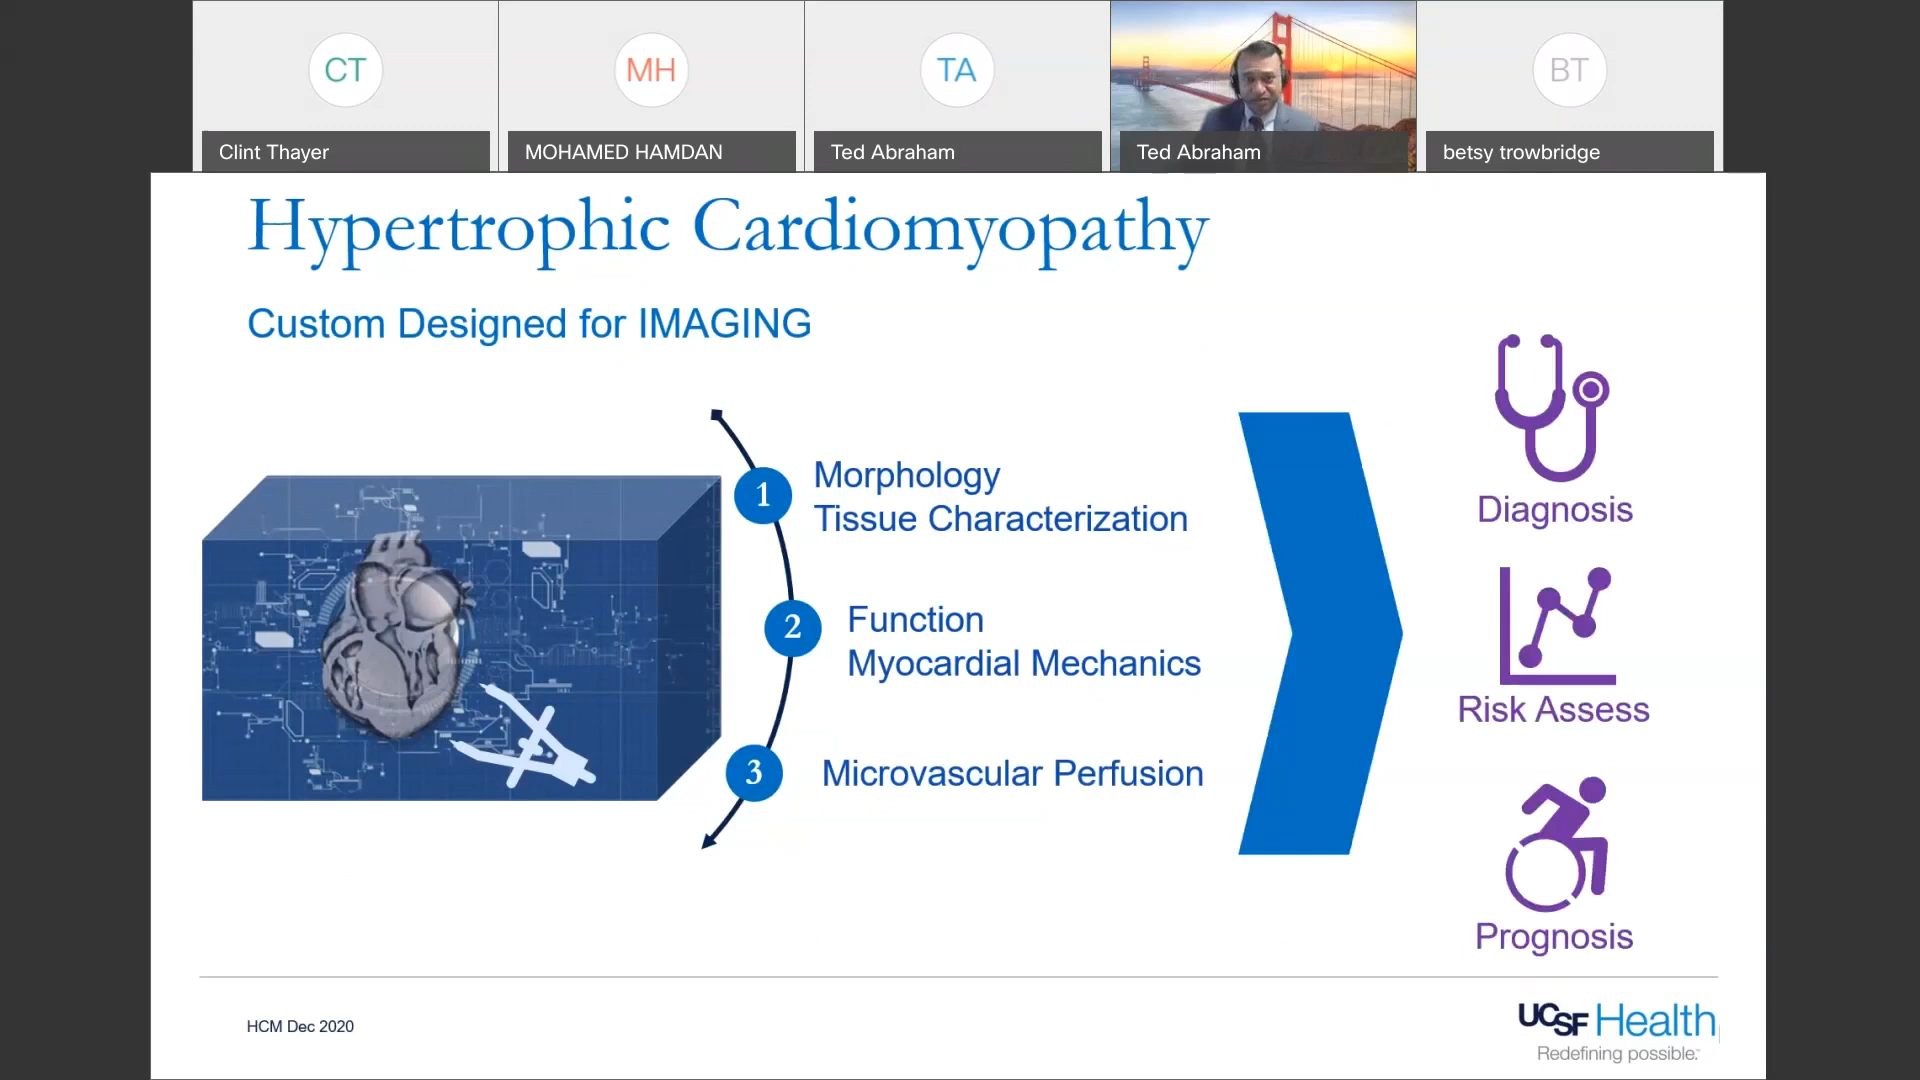 CT
MH
TA
BT
Clint Thayer
MOHAMED HAMDAN
Ted Abraham
Ted Abraham
betsy trowbridge
Hypertrophic Cardiomyopathy
Custom Designed for IMAGING
1
Morphology
Tissue Characterization
2
Function
Myocardial Mechanics
3
Microvascular Perfusion
Diagnosis
Risk Assess
Prognosis
HCM Dec 2020
UCSF Health
Redefining possible.™